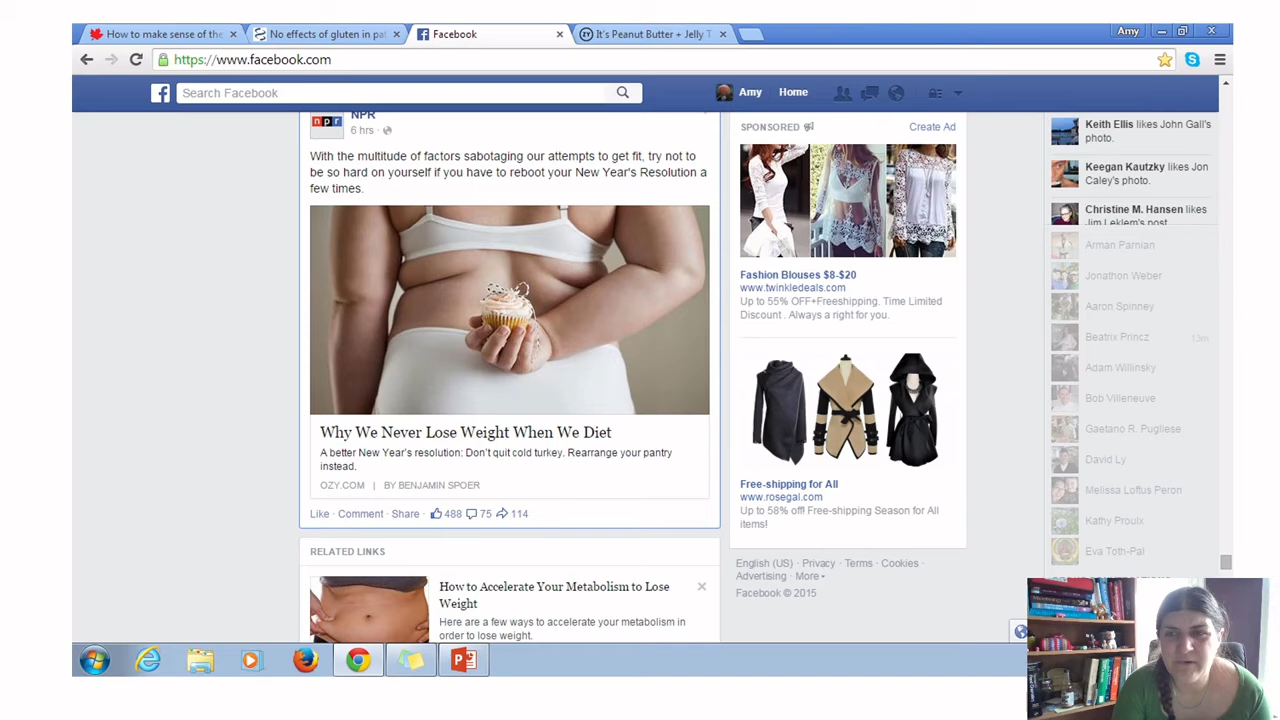 How to make sense of the
No effects of gluten in pat
Facebook
It's Peanut Butter + Jelly T
Amy
https://www.facebook.com
Search Facebook
Amy
Home
NPR
npr
6 hrs ·
With the multitude of factors sabotaging our attempts to get fit, try not to
be so hard on yourself if you have to reboot your New Year's Resolution a
few times.
Why We Never Lose Weight When We Diet
A better New Year's resolution: Don't quit cold turkey. Rearrange your pantry
instead.
OZY.COM | BY BENJAMIN SPOER
Like · Comment · Share · 488 75 114
RELATED LINKS
How to Accelerate Your Metabolism to Lose
Weight
Here are a few ways to accelerate your metabolism in
order to lose weight.
SPONSORED
Create Ad
Fashion Blouses $8-$20
www.twinkledeals.com
Up to 55% OFF+Freeshipping. Time Limited
Discount . Always a right for you.
Free-shipping for All
www.rosegal.com
Up to 58% off! Free-shipping Season for All
items!
English (US) · Privacy · Terms · Cookies ·
Advertising · More
Facebook © 2015
Keith Ellis likes John Gall's
photo.
Keegan Kautzky likes Jon
Caley's photo.
Christine M. Hansen likes
Jim Leklem's post.
Arman Parnian
Jonathon Weber
Aaron Spinney
Beatrix Princz 13m
Adam Willinsky
Bob Villeneuve
Gaetano R. Pugliese
David Ly
Melissa Loftus Peron
Kathy Proulx
Eva Toth-Pal